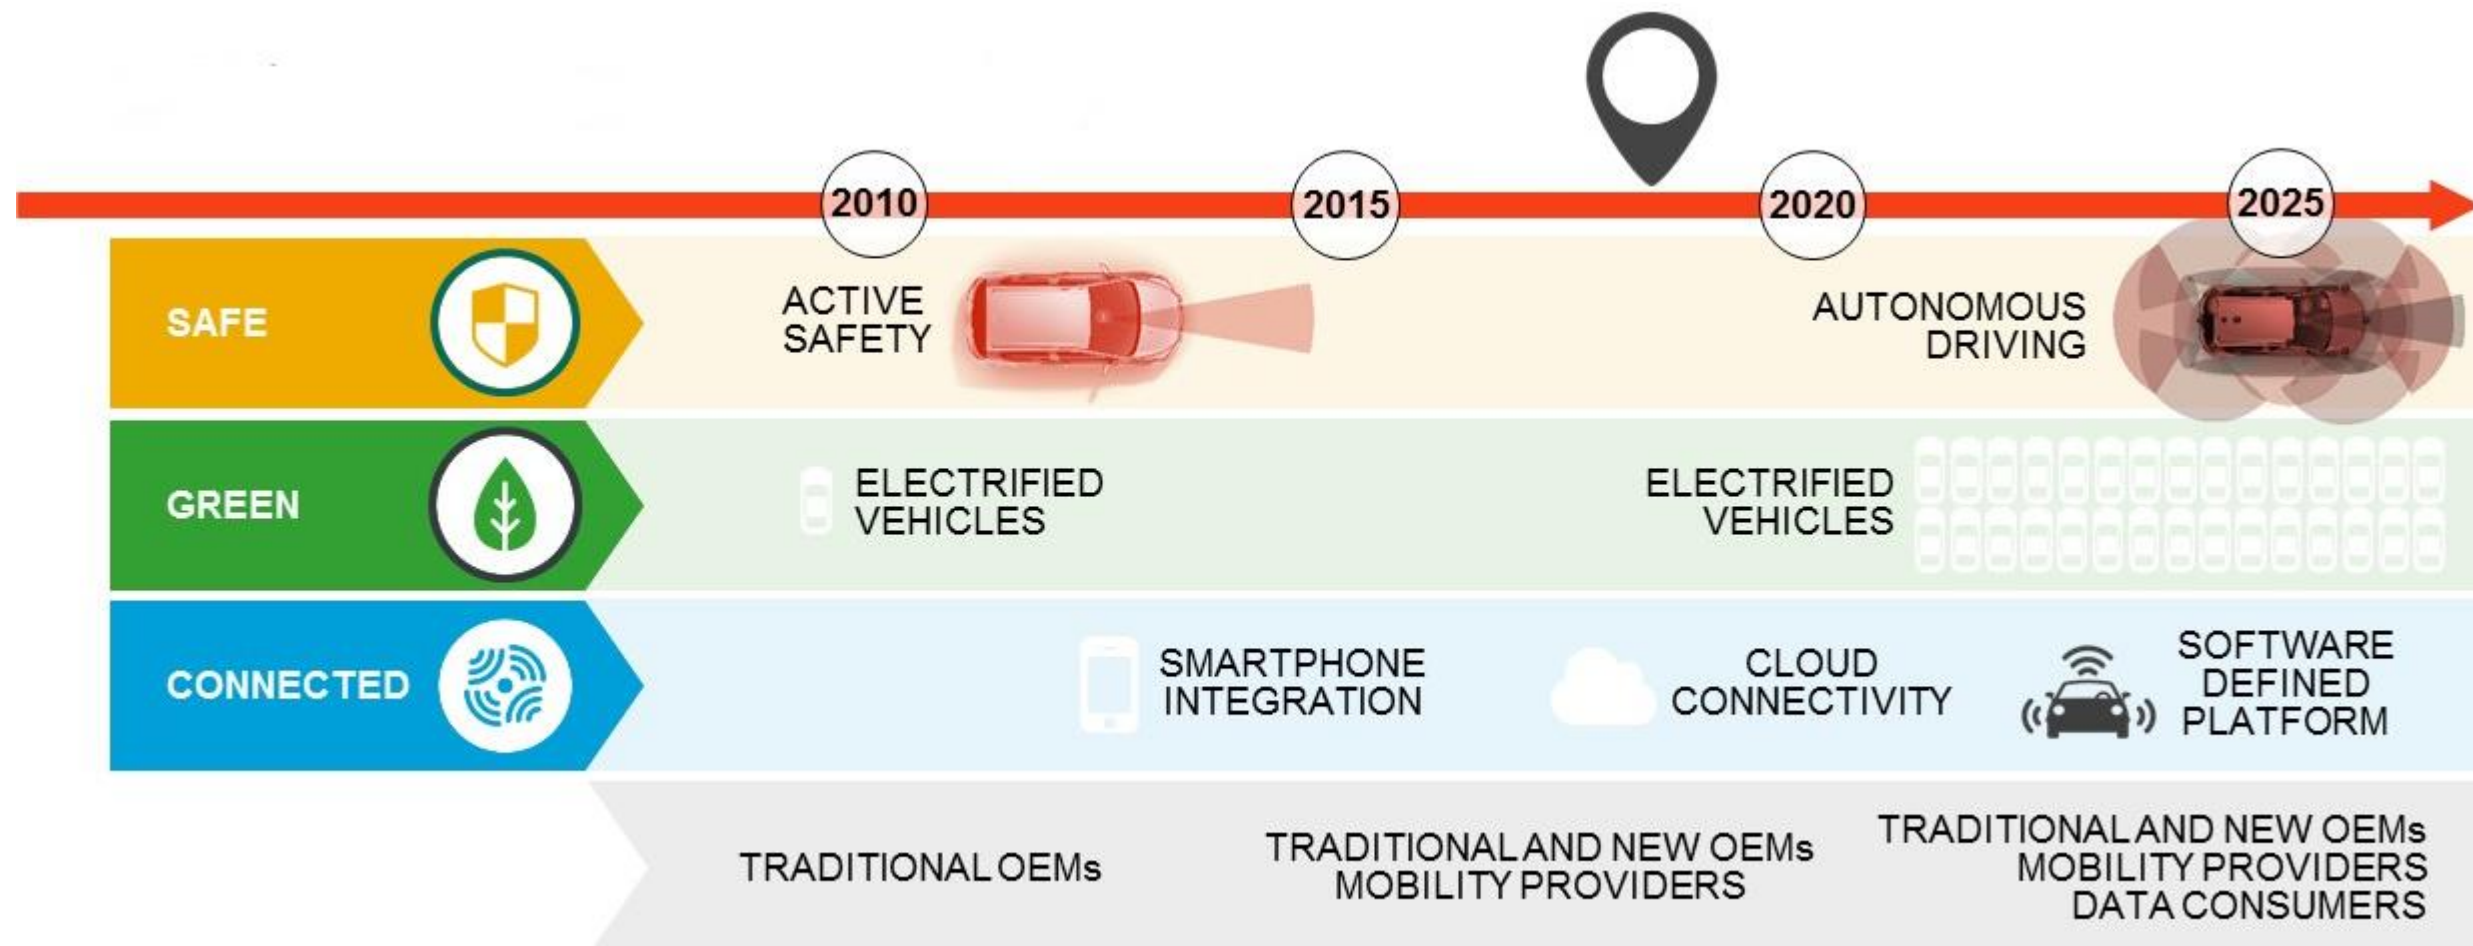 2010
2015
2020
2025
SAFE
ACTIVE
SAFETY
AUTONOMOUS
DRIVING
GREEN
ELECTRIFIED
VEHICLES
ELECTRIFIED
VEHICLES
CONNECTED
SMARTPHONE
INTEGRATION
CLOUD
CONNECTIVITY
SOFTWARE
DEFINED
PLATFORM
TRADITIONAL OEMs
TRADITIONAL AND NEW OEMs
MOBILITY PROVIDERS
TRADITIONAL AND NEW OEMs
MOBILITY PROVIDERS
DATA CONSUMERS